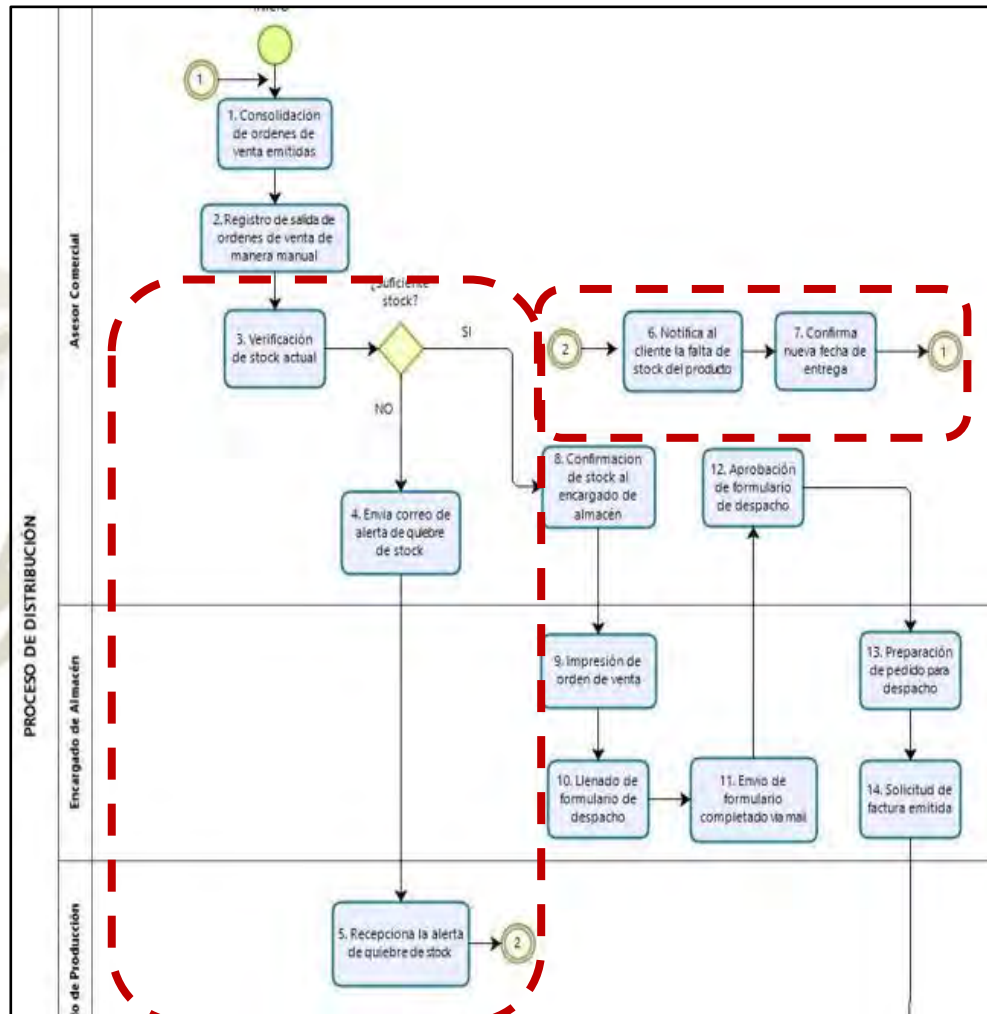 1
1. Consolidación
de ordenes de
venta emitidas
2. Registro de salida de
ordenes de venta de
manera manual
¿Suficiente
stock?
3. Verificación
de stock actual
SI
NO
2
6. Notifica al
cliente la falta de
stock del producto
7. Confirma
nueva fecha de
entrega
1
4. Envia correo de
alerta de quiebre
de stock
8. Confirmacion
de stock al
encargado de
almacén
12. Aprobación
de formulario
de despacho
Asesor Comercial
PROCESO DE DISTRIBUCIÓN
Encargado de Almacén
9. Impresión de
orden de venta
13. Preparación
de pedido para
despacho
10. Llenado de
formulario de
despacho
11. Envio de
formulario
completado via mail
14. Solicitud de
factura emitida
5. Recepciona la alerta
de quiebre de stock
2
io de Producción